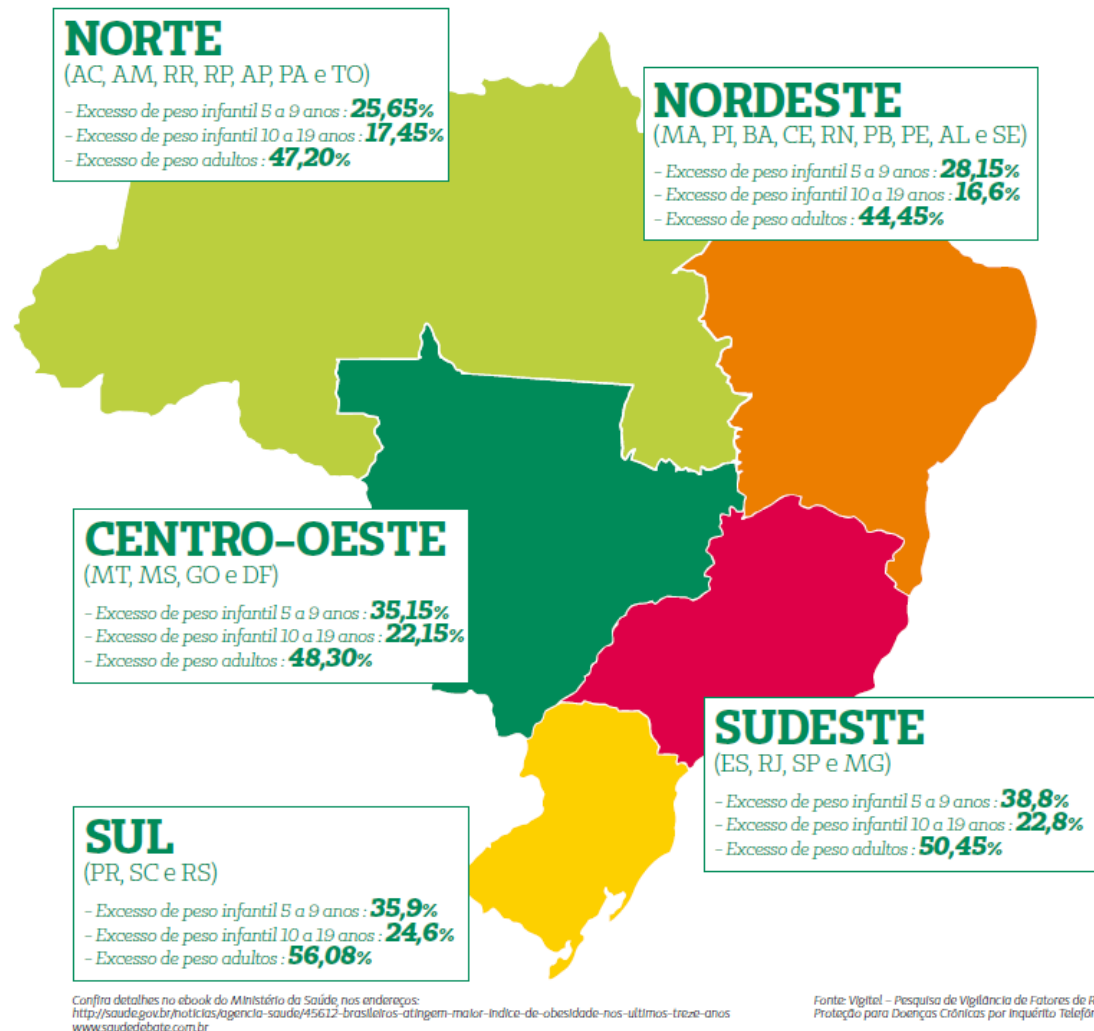 NORTE
(AC, AM, RR, RP, AP, PA e TO)
- Excesso de peso infantil 5 a 9 anos : 25,65%
- Excesso de peso infantil 10 a 19 anos : 17,45%
- Excesso de peso adultos : 47,20%
NORDESTE
(MA, PI, BA, CE, RN, PB, PE, AL e SE)
- Excesso de peso infantil 5 a 9 anos : 28,15%
- Excesso de peso infantil 10 a 19 anos : 16,6%
- Excesso de peso adultos : 44,45%
CENTRO-OESTE
(MT, MS, GO e DF)
- Excesso de peso infantil 5 a 9 anos : 35,15%
- Excesso de peso infantil 10 a 19 anos : 22,15%
- Excesso de peso adultos : 48,30%
SUDESTE
(ES, RJ, SP e MG)
- Excesso de peso infantil 5 a 9 anos : 38,8%
- Excesso de peso infantil 10 a 19 anos : 22,8%
- Excesso de peso adultos : 50,45%
SUL
(PR, SC e RS)
- Excesso de peso infantil 5 a 9 anos : 35,9%
- Excesso de peso infantil 10 a 19 anos : 24,6%
- Excesso de peso adultos : 56,08%
Confira detalhes no ebook do Ministério da Saúde nos endereços:
http://saude.gov.br/noticias/agencia-saude/45612-brasileiros-atingem-maior-indice-de-obesidade-nos-ultimos-treze-anos
www.saudedebate.com.br
Fonte: Vigitel – Pesquisa de Vigilância de Fatores de R
Proteção para Doenças Crônicas por Inquérito Telefôn